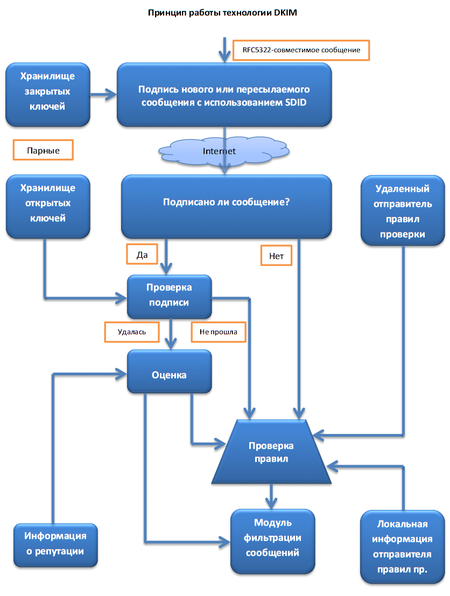 Принцип работы технологии DKIM
RFC5322-совместимое сообщение
Хранилище
закрытых
ключей
Подпись нового или пересылаемого
сообщения с использованием SDID
Парные
Internet
Хранилище
открытых
ключей
Подписано ли сообщение?
Удаленный
отправитель
правил
проверки
Да
Нет
Проверка
подписи
Удалась
Не прошла
Оценка
Проверка
правил
Информация
о репутации
Модуль
фильтрации
сообщений
Локальная
информация
отправителя
правил пр.